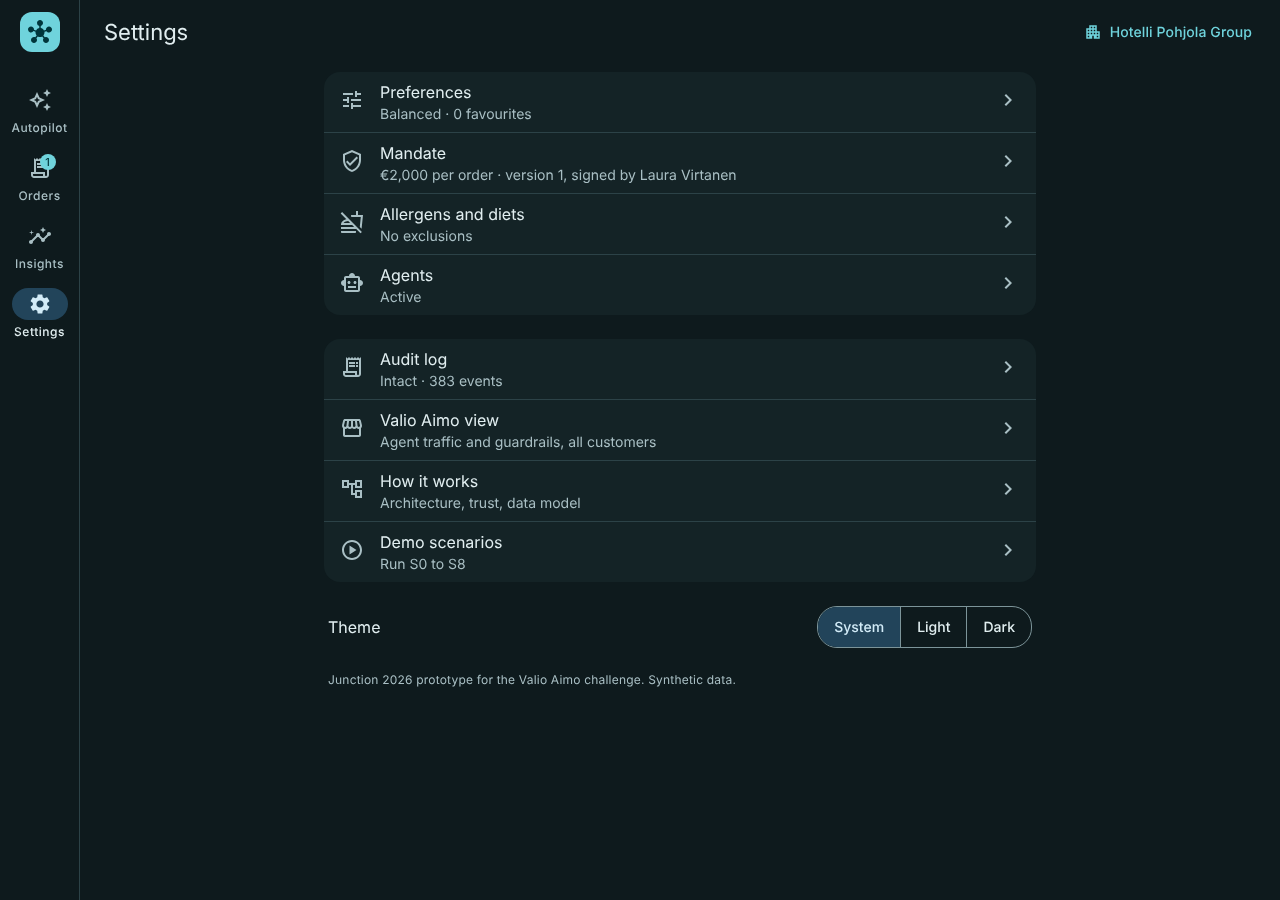 Settings
Hotelli Pohjola Group
Autopilot
1
Orders
Insights
Settings
Preferences
Balanced · 0 favourites
Mandate
€2,000 per order · version 1, signed by Laura Virtanen
Allergens and diets
No exclusions
Agents
Active
Audit log
Intact · 383 events
Valio Aimo view
Agent traffic and guardrails, all customers
How it works
Architecture, trust, data model
Demo scenarios
Run S0 to S8
Theme
System Light Dark
Junction 2026 prototype for the Valio Aimo challenge. Synthetic data.